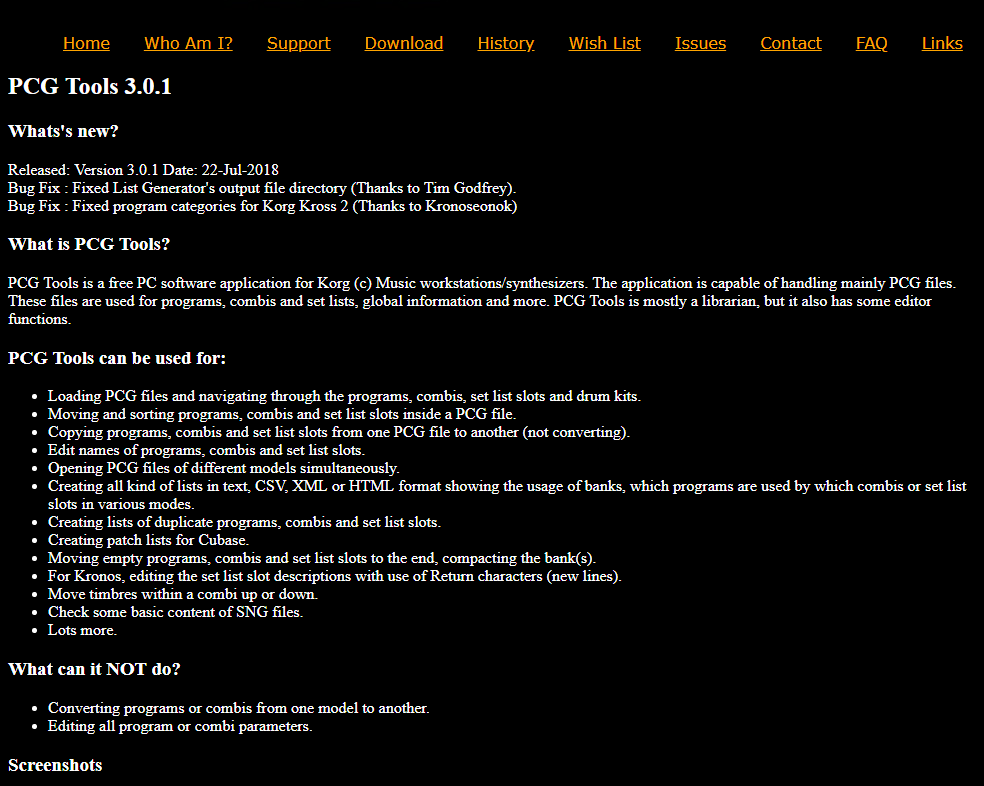 Home Who Am I? Support Download History Wish List Issues Contact FAQ Links
PCG Tools 3.0.1
Whats's new?
Released: Version 3.0.1 Date: 22-Jul-2018
Bug Fix : Fixed List Generator's output file directory (Thanks to Tim Godfrey).
Bug Fix : Fixed program categories for Korg Kross 2 (Thanks to Kronoseonok)
What is PCG Tools?
PCG Tools is a free PC software application for Korg (c) Music workstations/synthesizers. The application is capable of handling mainly PCG files.
These files are used for programs, combis and set lists, global information and more. PCG Tools is mostly a librarian, but it also has some editor
functions.
PCG Tools can be used for:
• Loading PCG files and navigating through the programs, combis, set list slots and drum kits.
• Moving and sorting programs, combis and set list slots inside a PCG file.
• Copying programs, combis and set list slots from one PCG file to another (not converting).
• Edit names of programs, combis and set list slots.
• Opening PCG files of different models simultaneously.
• Creating all kind of lists in text, CSV, XML or HTML format showing the usage of banks, which programs are used by which combis or set list
slots in various modes.
• Creating lists of duplicate programs, combis and set list slots.
• Creating patch lists for Cubase.
• Moving empty programs, combis and set list slots to the end, compacting the bank(s).
• For Kronos, editing the set list slot descriptions with use of Return characters (new lines).
• Move timbres within a combi up or down.
• Check some basic content of SNG files.
• Lots more.
What can it NOT do?
• Converting programs or combis from one model to another.
• Editing all program or combi parameters.
Screenshots